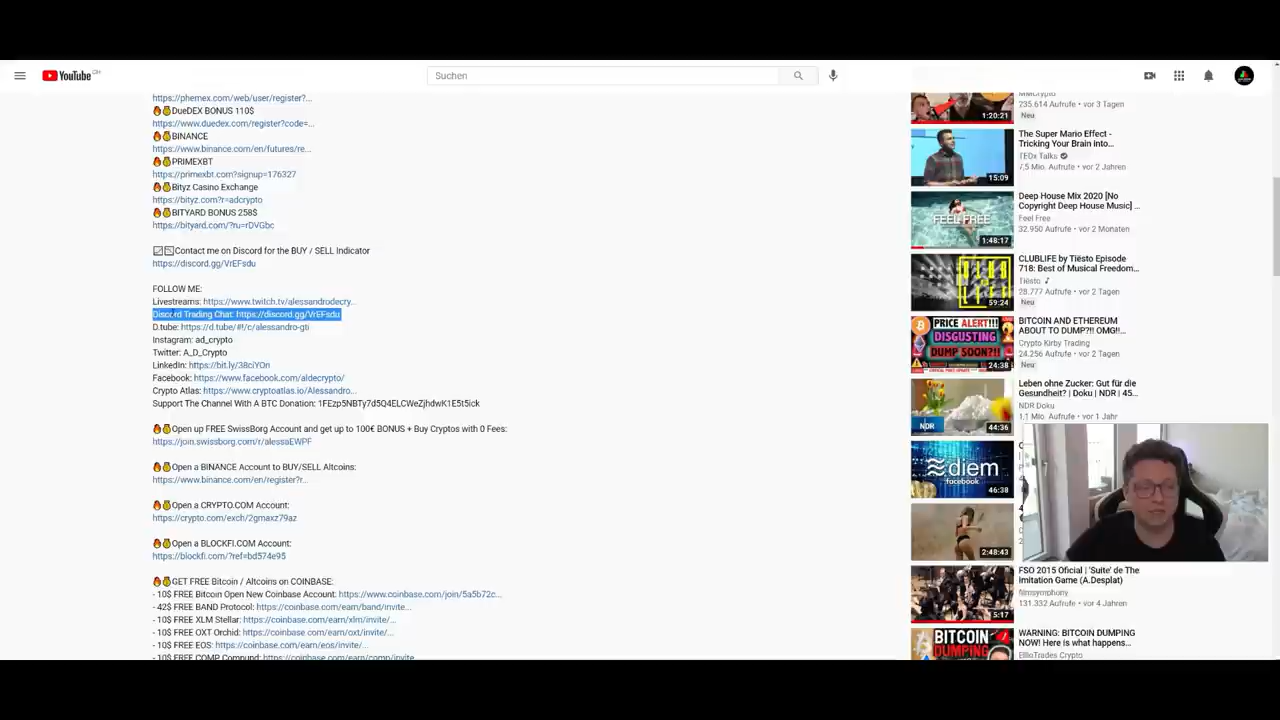 YouTube CH
Suchen
https://phemex.com/web/user/register?...
🔥💰DueDEX BONUS 110$
https://www.duedex.com/register?code=...
🔥💰BINANCE
https://www.binance.com/en/futures/re...
🔥💰PRIMEXBT
https://primexbt.com?signup=176327
🔥💰Bityz Casino Exchange
https://bityz.com?r=adcrypto
🔥💰BITYARD BONUS 258$
https://bityard.com/?ru=rDVGbc
Contact me on Discord for the BUY / SELL Indicator
https://discord.gg/VrEFsdu
FOLLOW ME:
Livestreams: https://www.twitch.tv/alessandrodecry...
Discord Trading Chat: https://discord.gg/VrEFsdu
D.tube: https://d.tube/#!/c/alessandro-gti
Instagram: ad_crypto
Twitter: A_D_Crypto
LinkedIn: https://bit.ly/38ciYOn
Facebook: https://www.facebook.com/aldecrypto/
Crypto Atlas: https://www.cryptoatlas.io/Alessandro...
Support The Channel With A BTC Donation: 1FEzp5NBTy7d5Q4ELCWeZjhdwK1E5t5ick
🔥💰Open up FREE SwissBorg Account and get up to 100€ BONUS + Buy Cryptos with 0 Fees:
https://join.swissborg.com/r/alessaEWPF
🔥💰Open a BINANCE Account to BUY/SELL Altcoins:
https://www.binance.com/en/register?r...
🔥💰Open a CRYPTO.COM Account:
https://crypto.com/exch/2gmaxz79az
🔥💰Open a BLOCKFI.COM Account:
https://blockfi.com/?ref=bd574e95
🔥💰GET FREE Bitcoin / Altcoins on COINBASE:
- 10$ FREE Bitcoin Open New Coinbase Account: https://www.coinbase.com/join/5a5b72c...
- 42$ FREE BAND Protocol: https://coinbase.com/earn/band/invite...
- 10$ FREE XLM Stellar: https://coinbase.com/earn/xlm/invite/...
- 10$ FREE OXT Orchid: https://coinbase.com/earn/oxt/invite/...
- 10$ FREE EOS: https://coinbase.com/earn/eos/invite/...
- 10$ FREE COMP Compund: https://coinbase.com/earn/comp/invite...
MMCrypto
235.614 Aufrufe • vor 3 Tagen
Neu
1:20:21
The Super Mario Effect -
Tricking Your Brain into...
TEDx Talks
7,5 Mio. Aufrufe • vor 2 Jahren
15:09
Deep House Mix 2020 [No
Copyright Deep House Music] ...
Feel Free
32.950 Aufrufe • vor 2 Monaten
FEEL FREE
1:48:17
CLUBLIFE by Tiësto Episode
718: Best of Musical Freedom...
Tiësto
28.777 Aufrufe • vor 2 Tagen
Neu
59:24
BITCOIN AND ETHEREUM
ABOUT TO DUMP?!! OMG!!...
Crypto Kirby Trading
24.256 Aufrufe • vor 2 Tagen
Neu
PRICE ALERT!!!
DISGUSTING
DUMP SOON?!!
24:38
Leben ohne Zucker: Gut für die
Gesundheit? | Doku | NDR | 45...
NDR Doku
1,1 Mio. Aufrufe • vor 1 Jahr
NDR
44:36
diem
facebook
46:38
2:48:43
FSO 2015 Oficial | 'Suite' de The
Imitation Game (A.Desplat)
filmsymphony
131.332 Aufrufe • vor 4 Jahren
5:17
WARNING: BITCOIN DUMPING
NOW! Here is what happens...
EllioTrades Crypto
BITCOIN
DUMPING